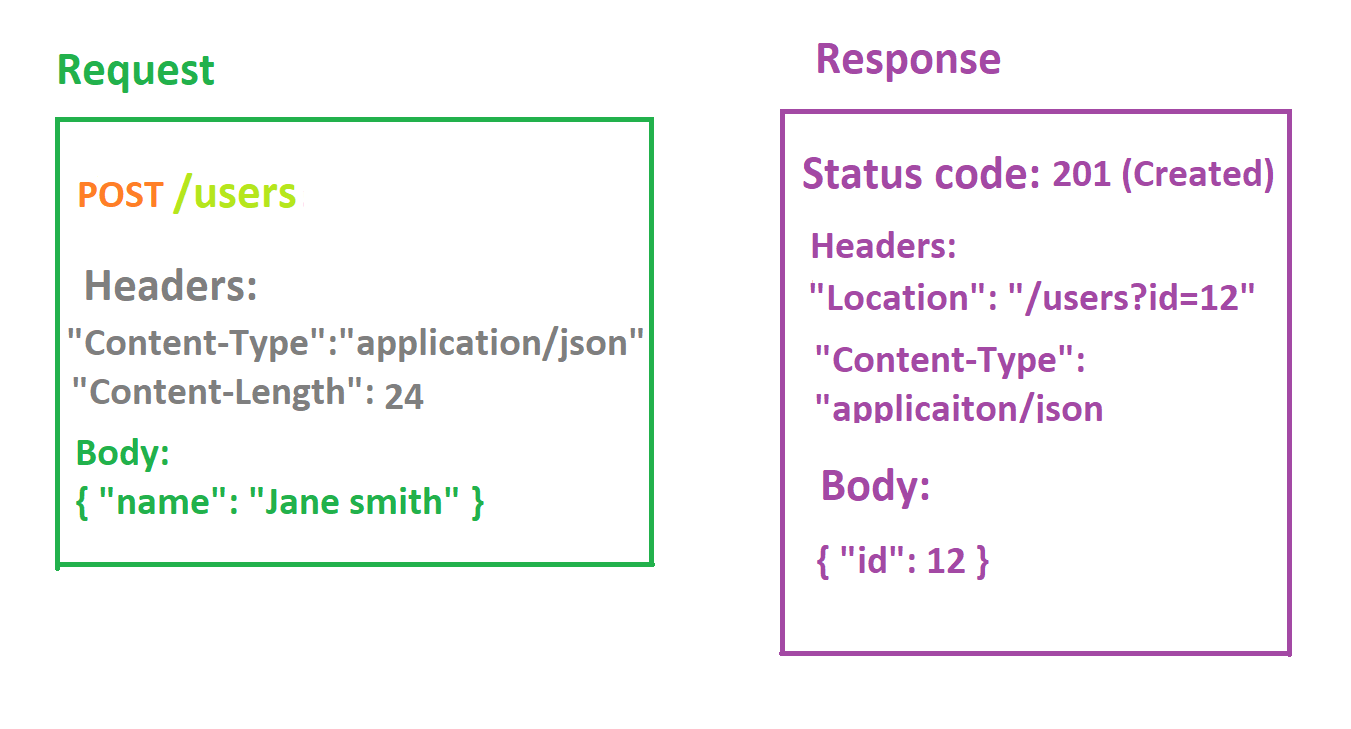 Request
POST /users
Headers:
"Content-Type":"application/json"
"Content-Length": 24
Body:
{ "name": "Jane smith" }
Response
Status code: 201 (Created)
Headers:
"Location": "/users?id=12"
"Content-Type":
"applicaiton/json
Body:
{ "id": 12 }